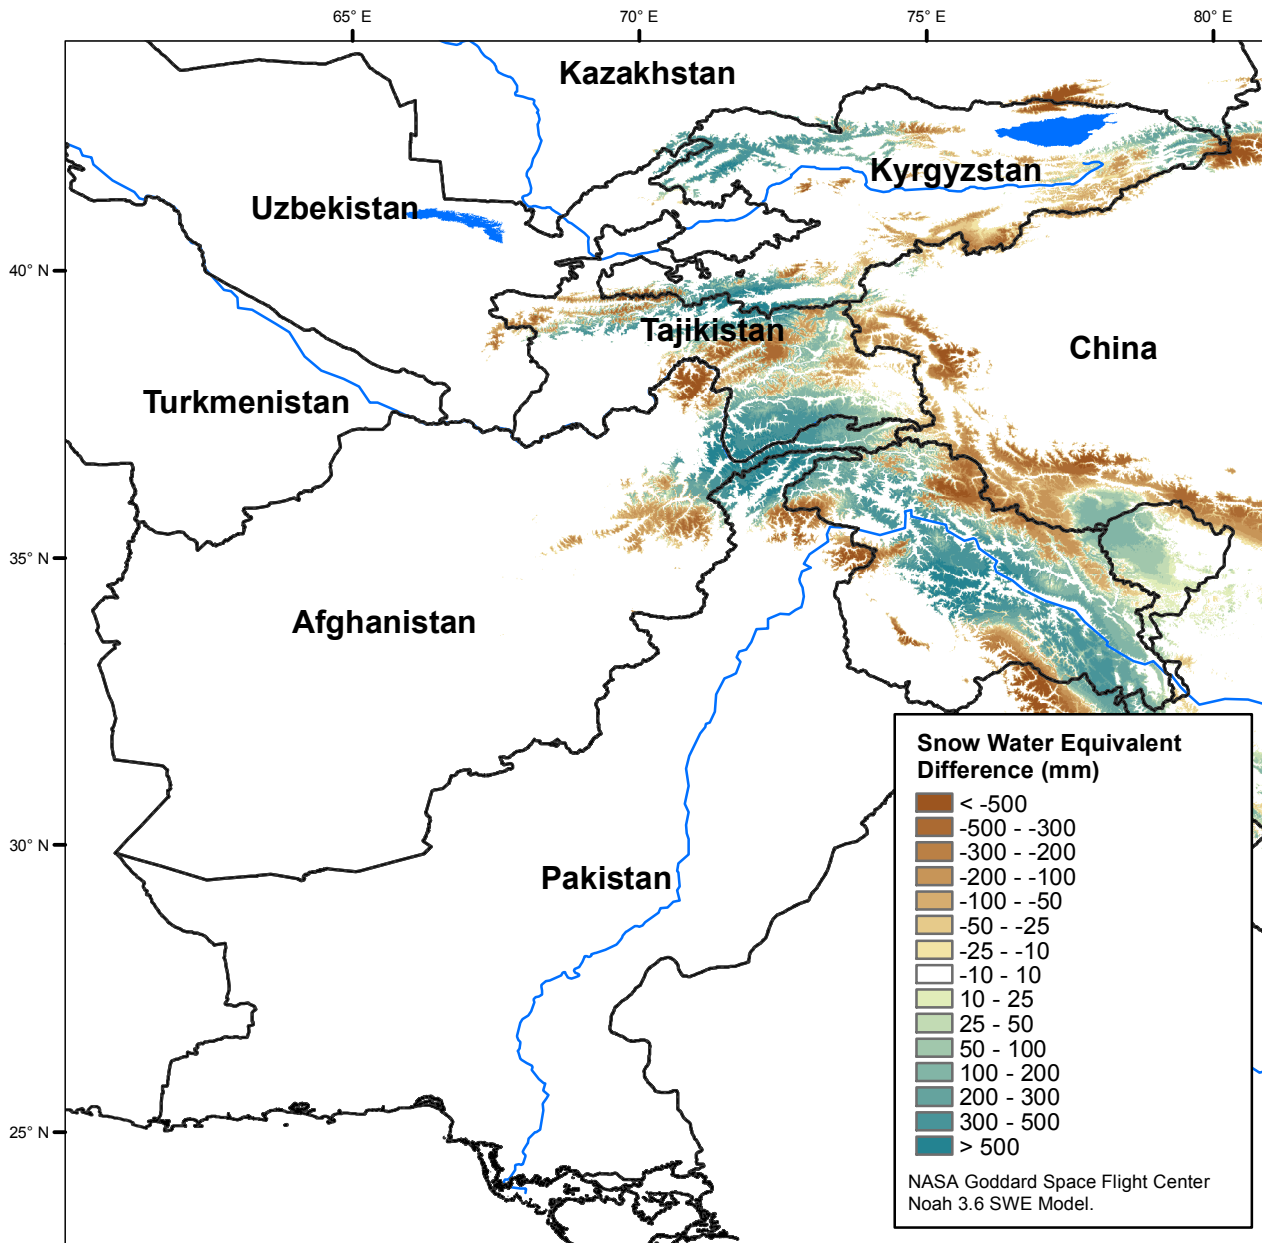 65° E
70° E
75° E
80° E
Kazakhstan
Kyrgyzstan
Uzbekistan
40° N
Tajikistan
China
Turkmenistan
35° N
Afghanistan
30° N
Pakistan
25° N
Snow Water Equivalent
Difference (mm)
< -500
-500 - -300
-300 - -200
-200 - -100
-100 - -50
-50 - -25
-25 - -10
-10 - 10
10 - 25
25 - 50
50 - 100
100 - 200
200 - 300
300 - 500
> 500
NASA Goddard Space Flight Center
Noah 3.6 SWE Model.